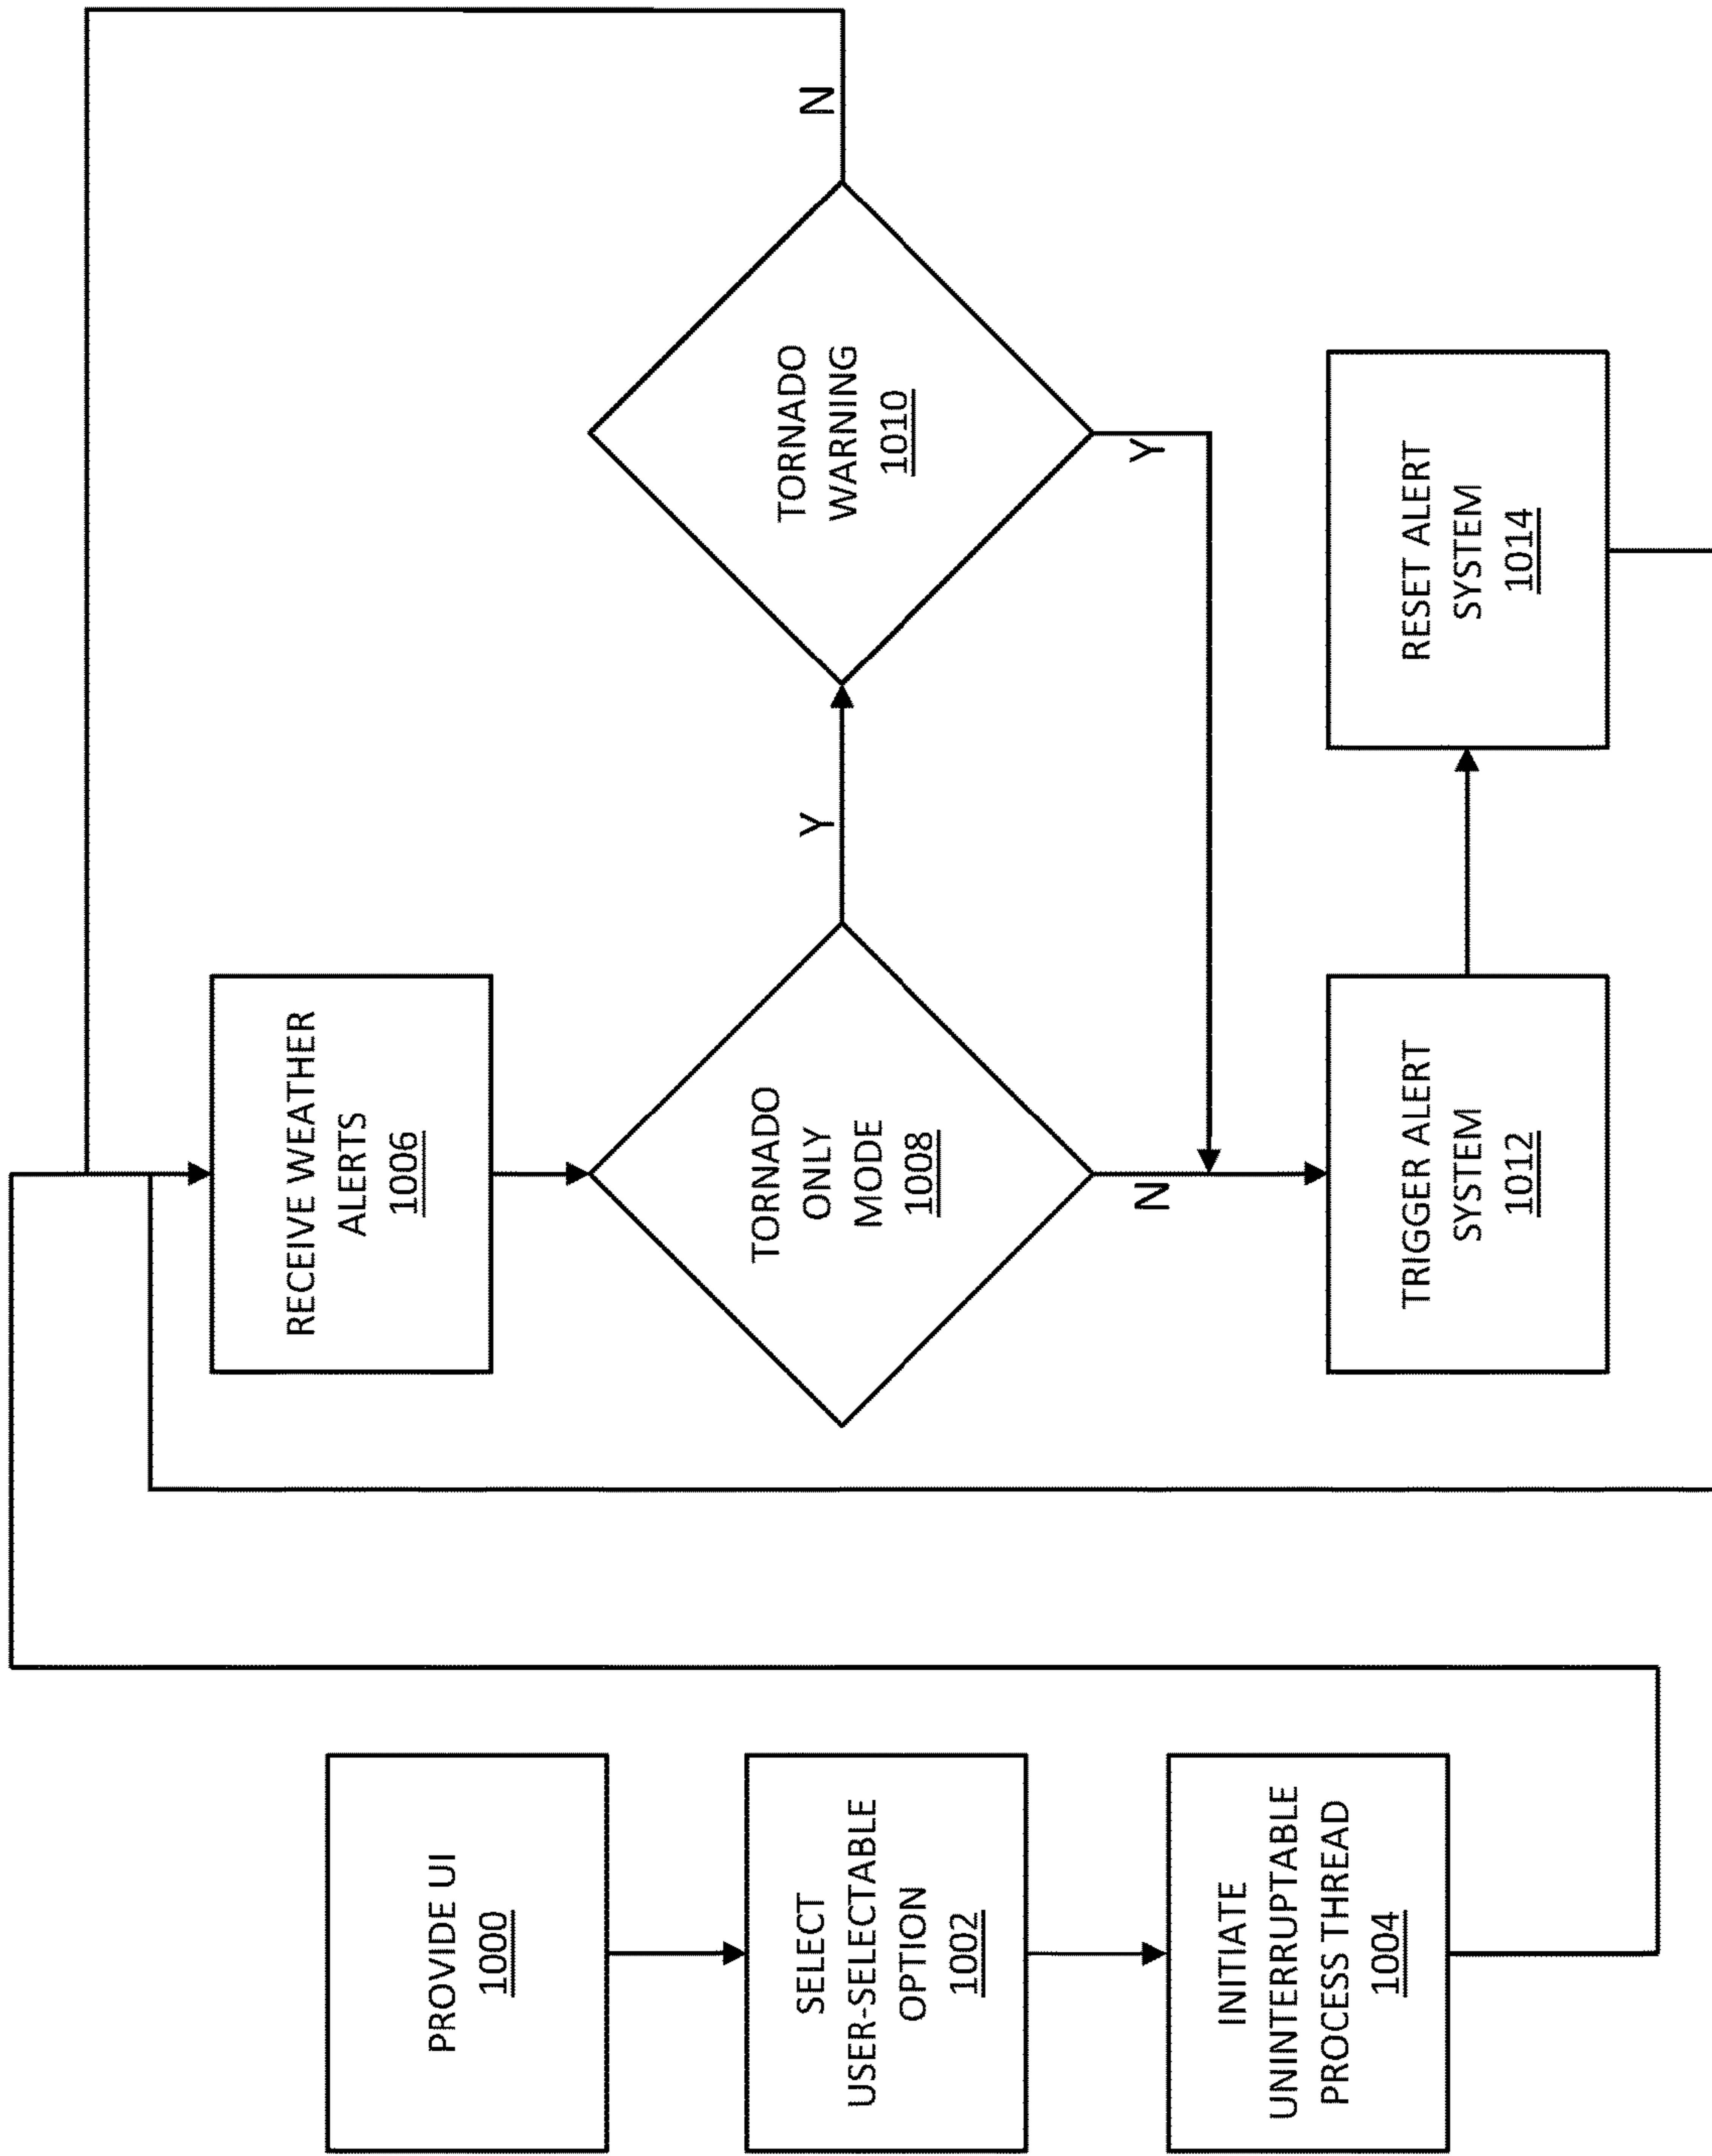 PROVIDE UI
1000
SELECT
USER-SELECTABLE
OPTION
1002
INITIATE
UNINTERRUPTABLE
PROCESS THREAD
1004
RECEIVE WEATHER
ALERTS
1006
TORNADO
ONLY
MODE
1008
Y
N
TORNADO
WARNING
1010
N
Y
TRIGGER ALERT
SYSTEM
1012
RESET ALERT
SYSTEM
1014